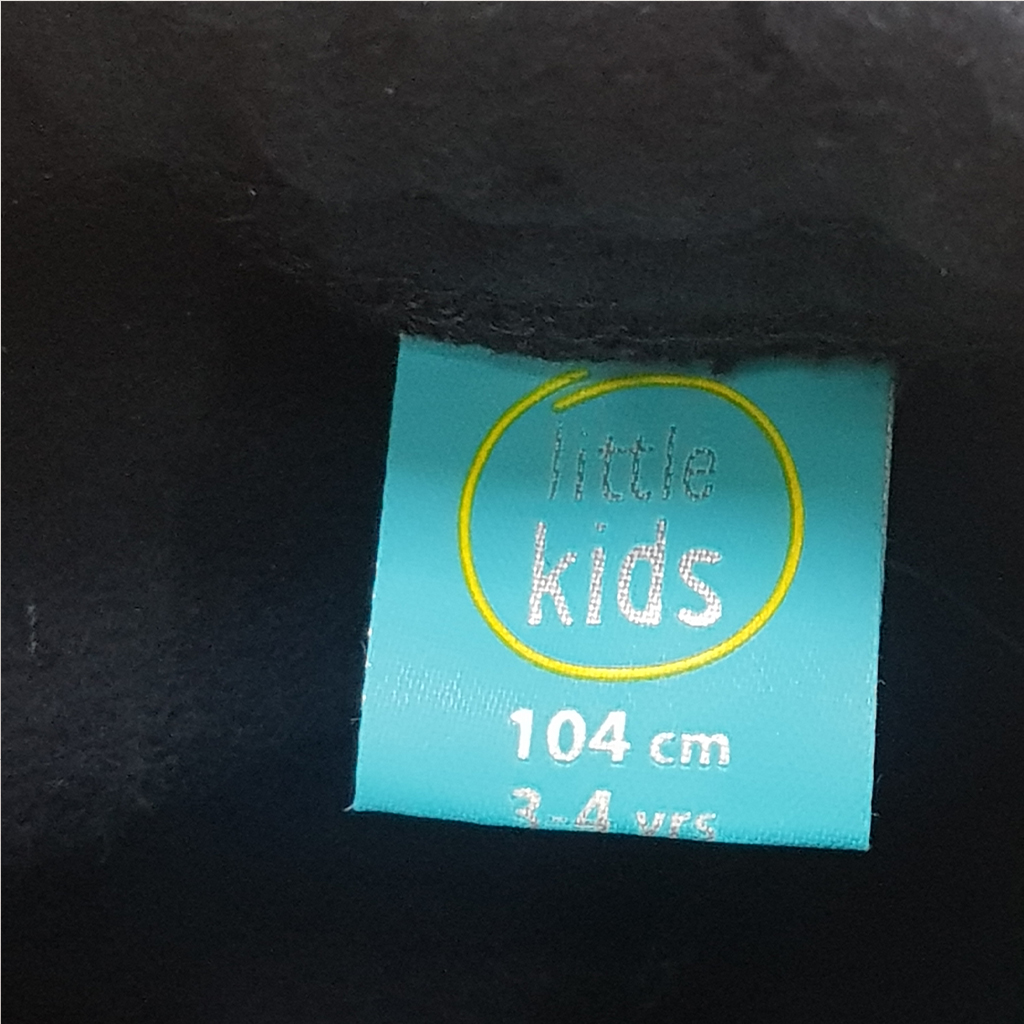 little
kids
104 cm
3-4 yrs